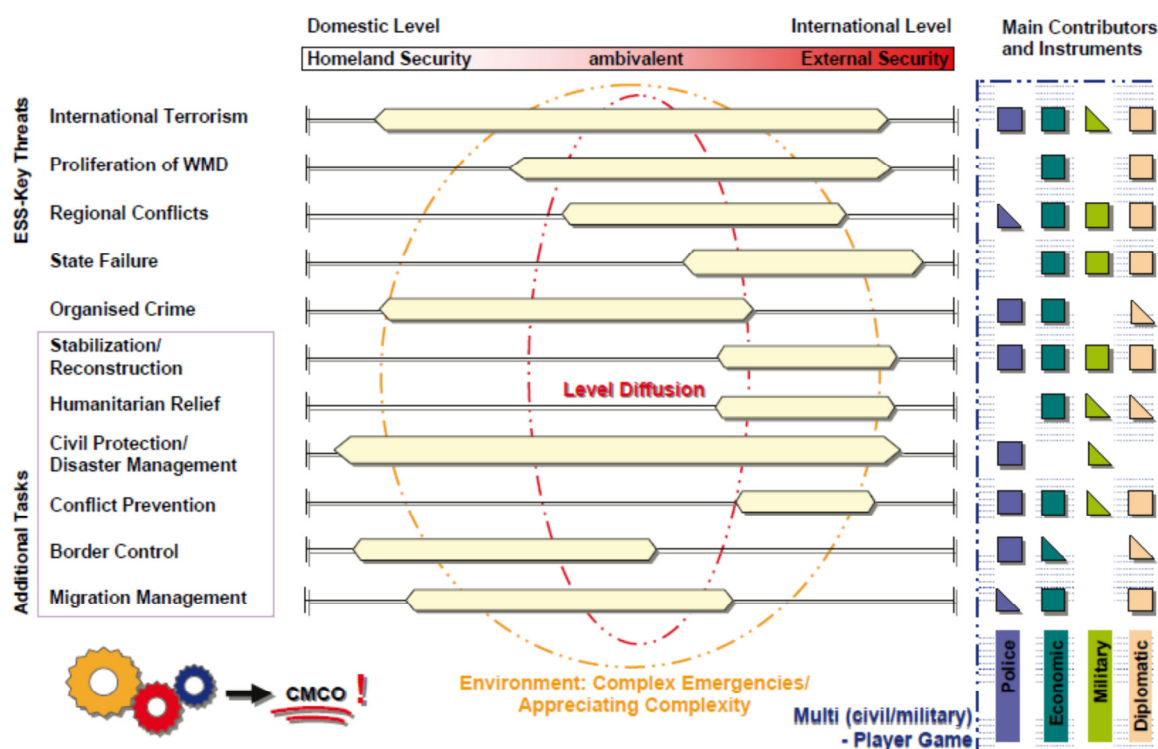 Domestic Level
International Level
Main Contributors
and Instruments
Homeland Security
ambivalent
External Security
ESS-Key Threats
International Terrorism
Proliferation of WMD
Regional Conflicts
State Failure
Organised Crime
Additional Tasks
Stabilization/
Reconstruction
Humanitarian Relief
Civil Protection/
Disaster Management
Conflict Prevention
Border Control
Migration Management
Level Diffusion
CMCO !
Environment: Complex Emergencies/
Appreciating Complexity
Multi (civil/military)
- Player Game
Police
Economic
Military
Diplomatic